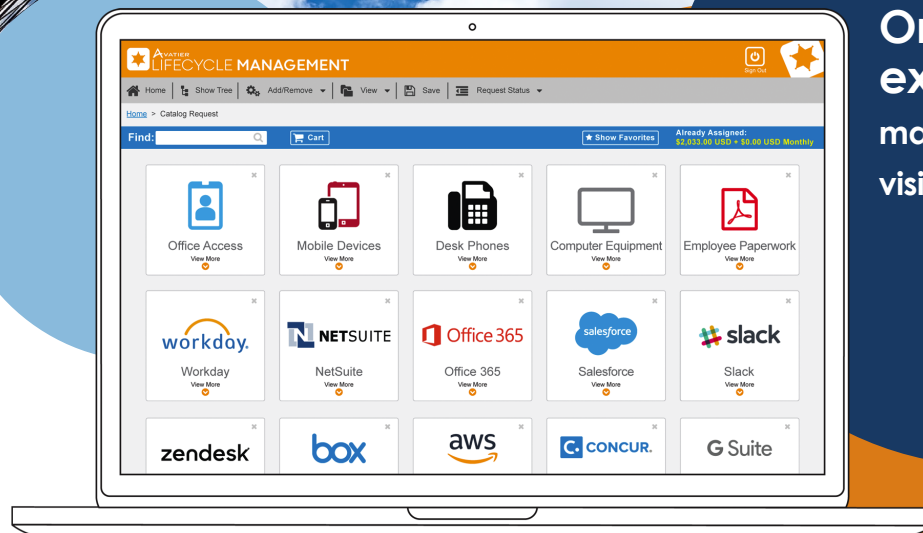 AVATIER
LIFECYCLE MANAGEMENT
Sign Out
Home Show Tree Add/Remove View Save Request Status
Home > Catalog Request
Find: Cart Show Favorites Already Assigned:
$2,033.00 USD + $0.00 USD Monthly
Office Access Mobile Devices Desk Phones Computer Equipment Employee Paperwork
View More View More View More View More View More
workday. N NETSUITE Office 365 salesforce slack
Workday NetSuite Office 365 Salesforce Slack
View More View More View More View More View More
zendesk box aws C. CONCUR. G Suite
ex
visi